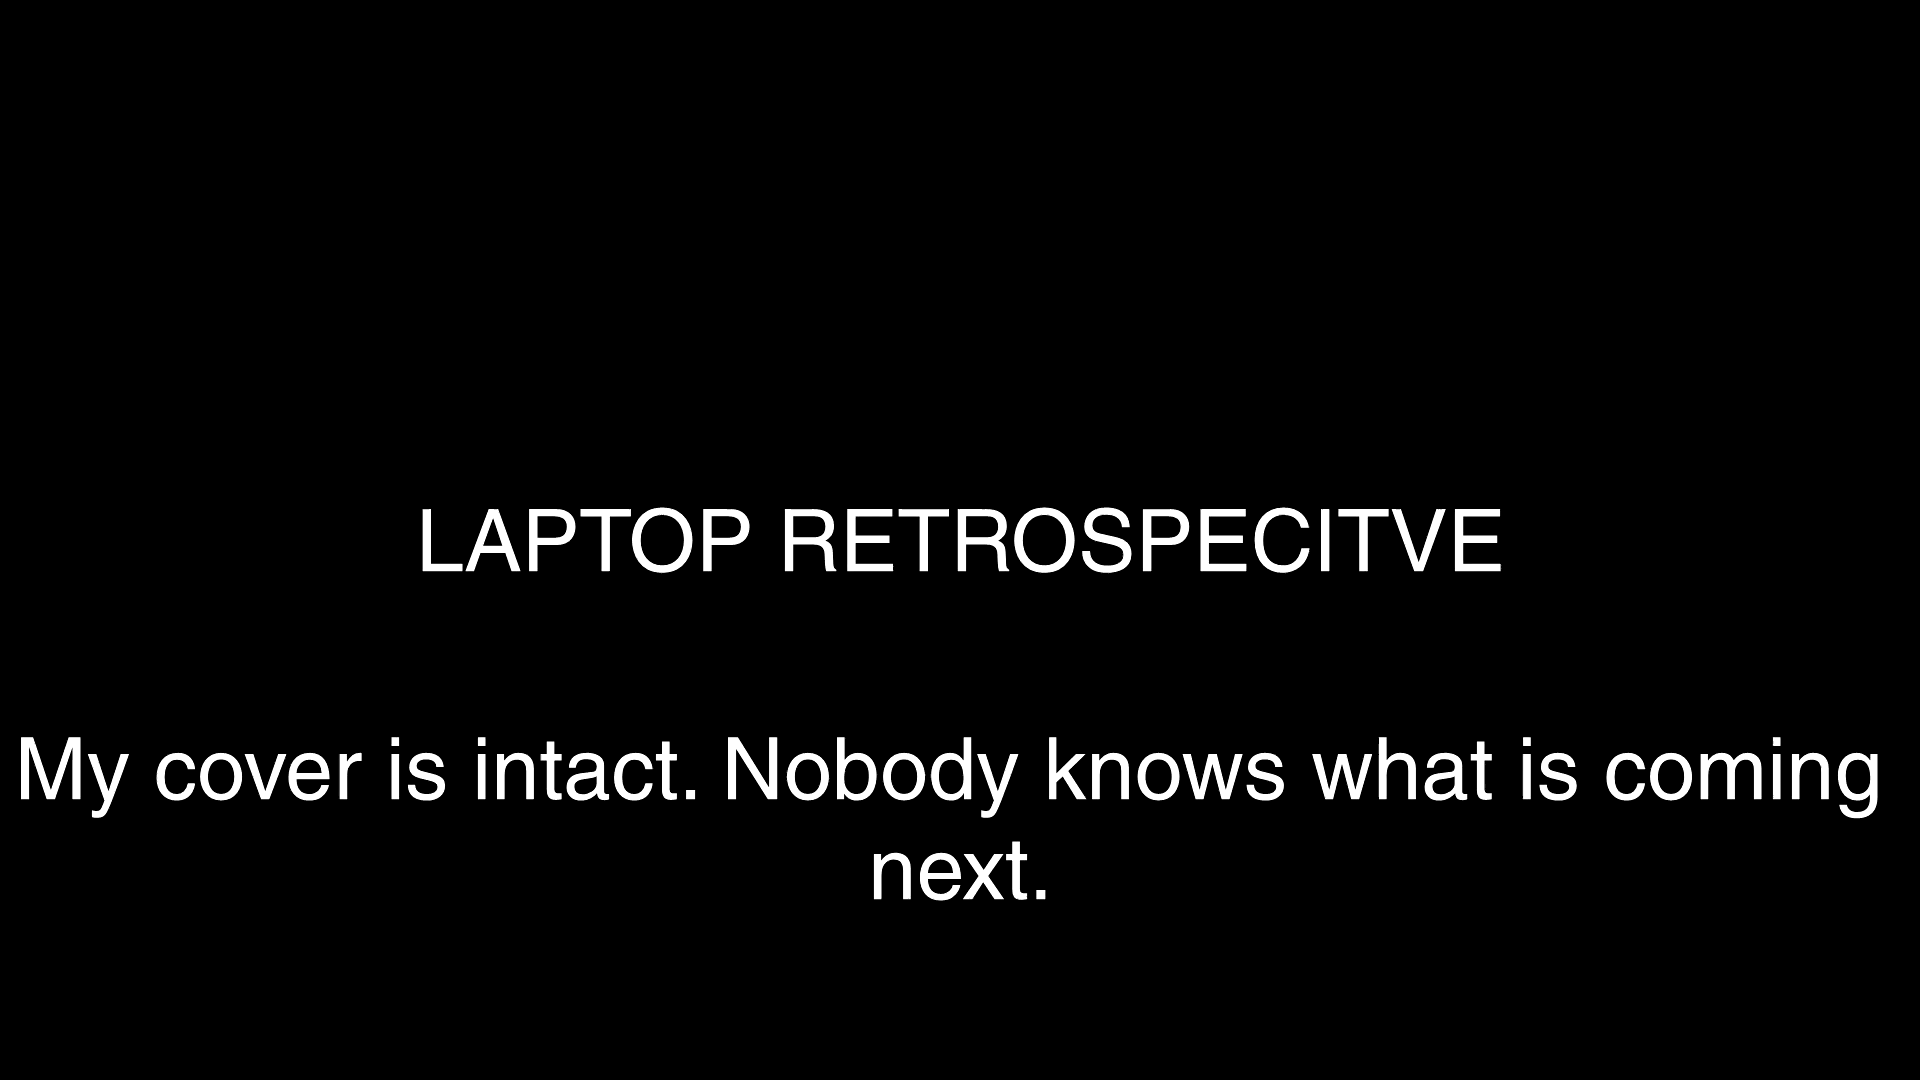 LAPTOP RETROSPECITVE
My cover is intact. Nobody knows what is coming
next.